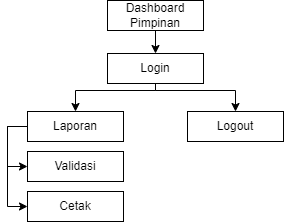 Dashboard
Pimpinan
Login
Laporan
Logout
Validasi
Cetak